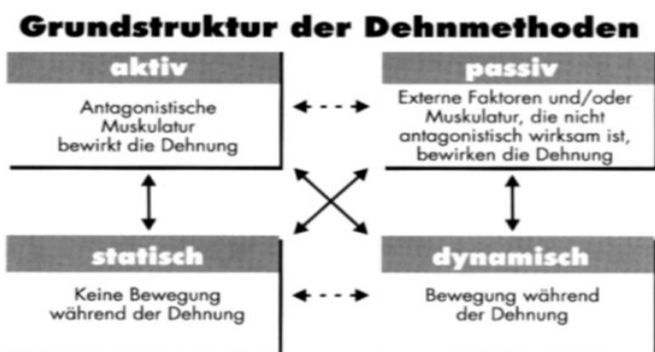 Grundstruktur der Dehnmethoden
aktiv
Antagonistische
Muskulatur
bewirkt die Dehnung
passiv
Externe Faktoren und/oder
Muskulatur, die nicht
antagonistisch wirksam ist,
bewirken die Dehnung
statisch
Keine Bewegung
während der Dehnung
dynamisch
Bewegung während
der Dehnung